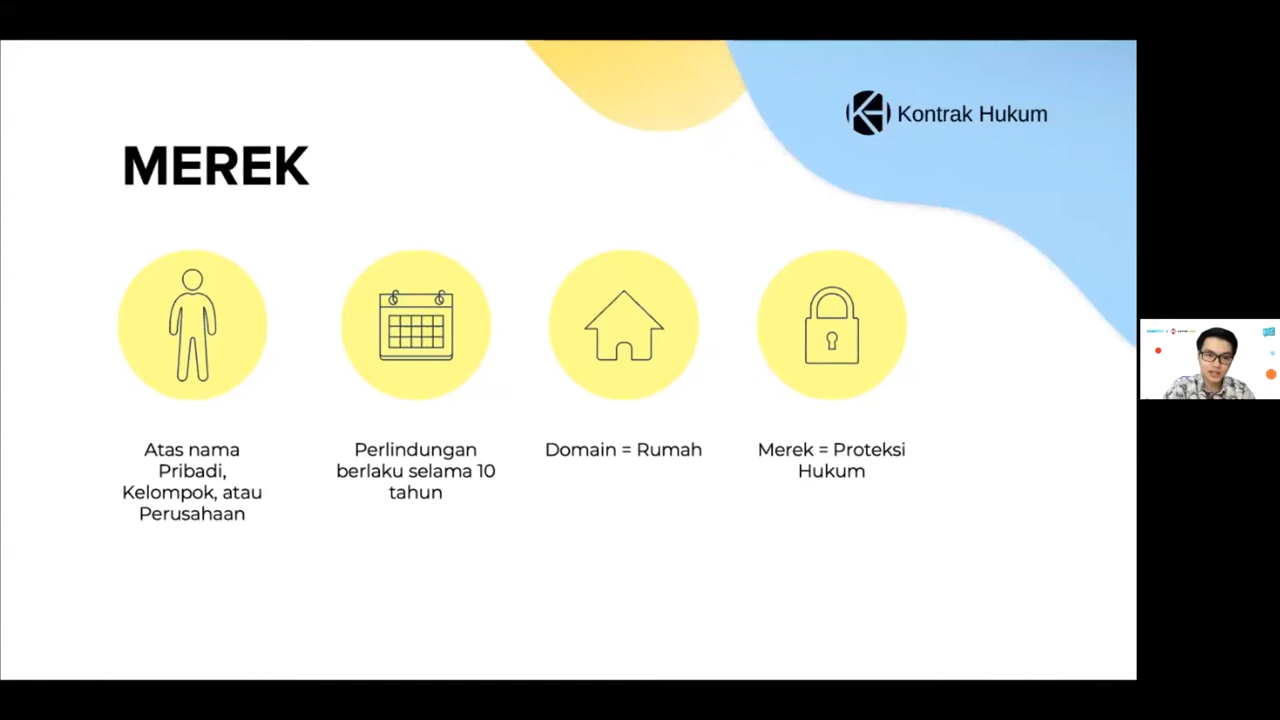 Kontrak Hukum
MEREK
Atas nama
Pribadi,
Kelompok, atau
Perusahaan
Perlindungan
berlaku selama 10
tahun
Domain = Rumah
Merek = Proteksi
Hukum